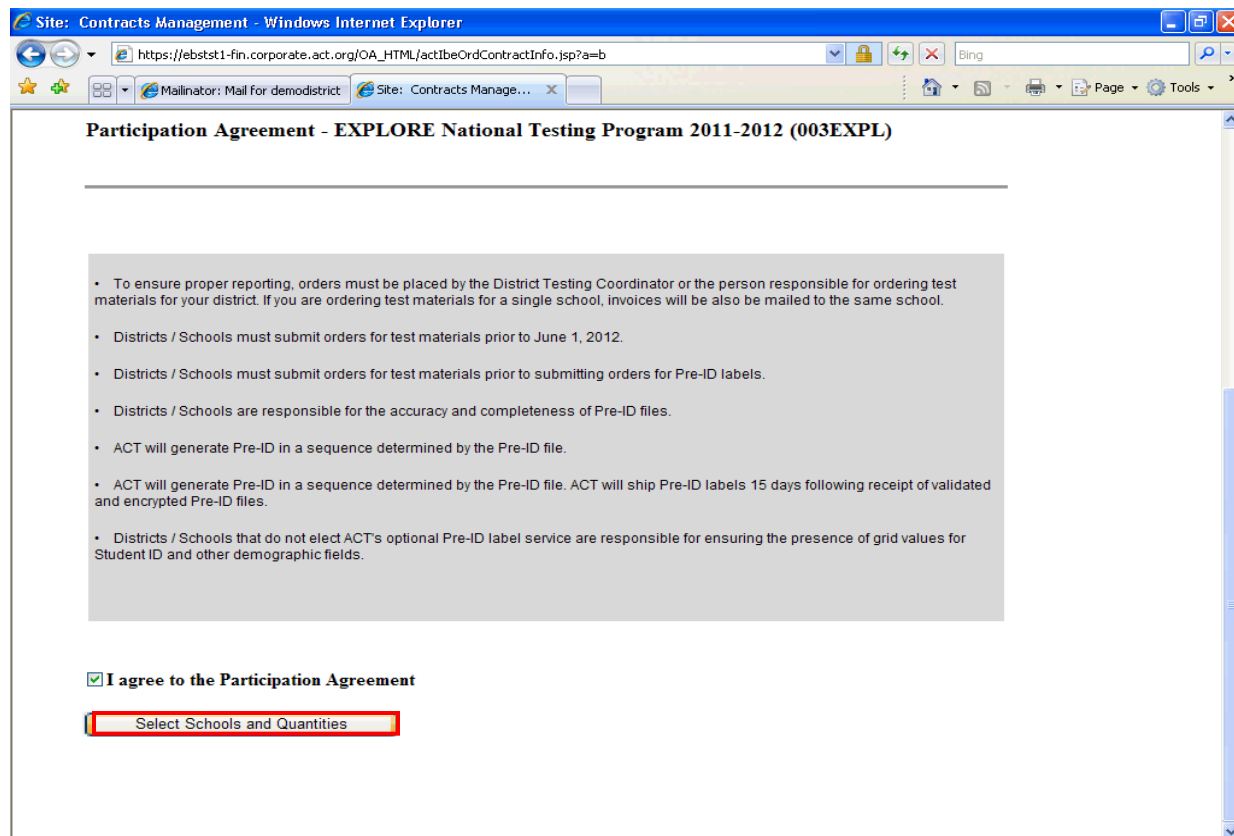 Site: Contracts Management - Windows Internet Explorer
https://ebstst1-fin.corporate.act.org/OA_HTML/actIbeOrdContractInfo.jsp?a=b
Bing
Mailinator: Mail for demodistrict
Site: Contracts Manage...
Page
Tools
Participation Agreement - EXPLORE National Testing Program 2011-2012 (003EXPL)
• To ensure proper reporting, orders must be placed by the District Testing Coordinator or the person responsible for ordering test
materials for your district. If you are ordering test materials for a single school, invoices will be also be mailed to the same school.
• Districts / Schools must submit orders for test materials prior to June 1, 2012.
• Districts / Schools must submit orders for test materials prior to submitting orders for Pre-ID labels.
• Districts / Schools are responsible for the accuracy and completeness of Pre-ID files.
• ACT will generate Pre-ID in a sequence determined by the Pre-ID file.
• ACT will generate Pre-ID in a sequence determined by the Pre-ID file. ACT will ship Pre-ID labels 15 days following receipt of validated
and encrypted Pre-ID files.
• Districts / Schools that do not elect ACT's optional Pre-ID label service are responsible for ensuring the presence of grid values for
Student ID and other demographic fields.
I agree to the Participation Agreement
Select Schools and Quantities